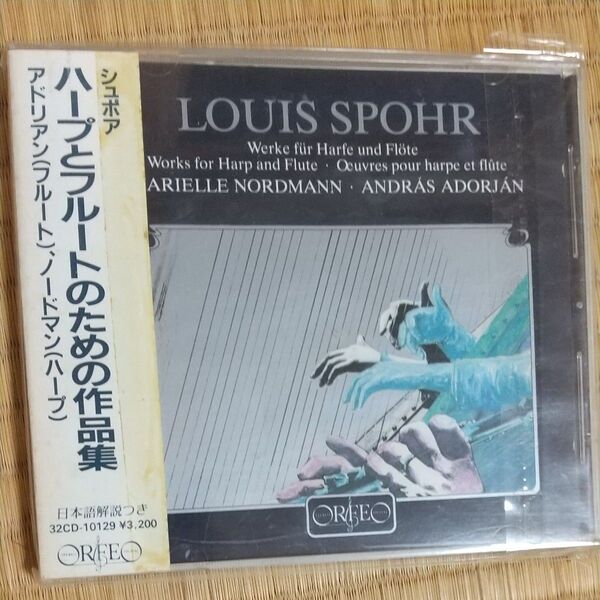 シュポア
ハープとフルートのための作品集
アドリアン(フルート)、ノードマン(ハープ)
日本語解説つき
32CD-10129 ¥3,200
ORFEO
LOUIS SPOHR
Werke für Harfe und Flöte
Works for Harp and Flute · Œuvres pour harpe et flûte
ARIELLE NORDMANN · ANDRÁS ADORJÁN
ORFEO